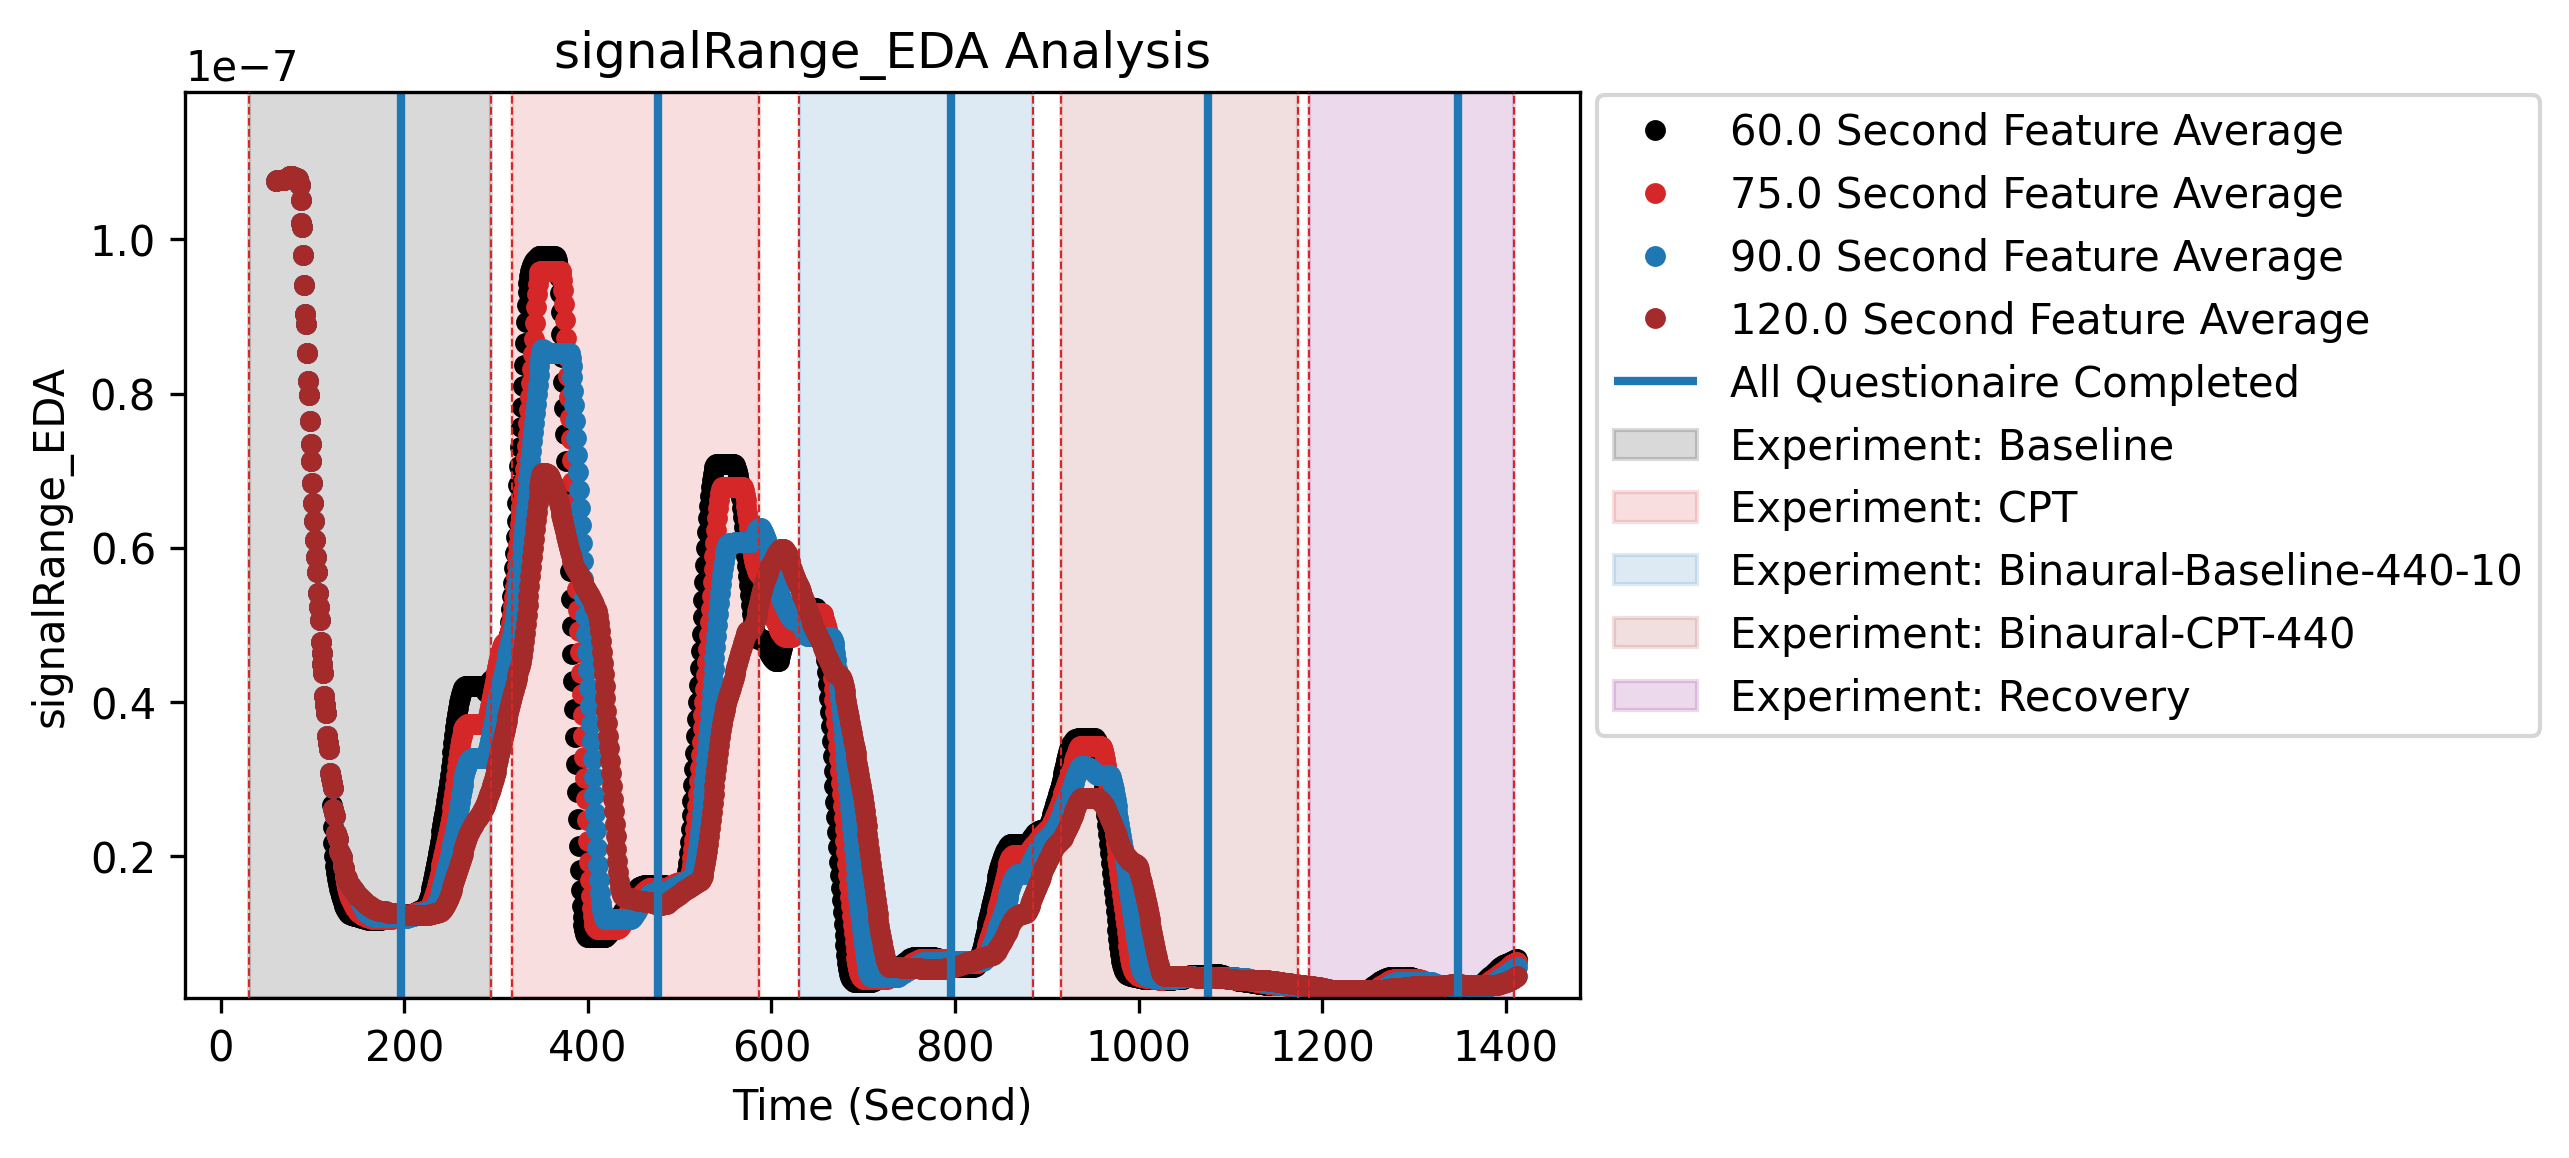 signalRange_EDA Analysis
1e−7
1.0
0.8
0.6
0.4
0.2
signalRange_EDA
0 200 400 600 800 1000 1200 1400
Time (Second)
60.0 Second Feature Average
75.0 Second Feature Average
90.0 Second Feature Average
120.0 Second Feature Average
All Questionaire Completed
Experiment: Baseline
Experiment: CPT
Experiment: Binaural-Baseline-440-10
Experiment: Binaural-CPT-440
Experiment: Recovery